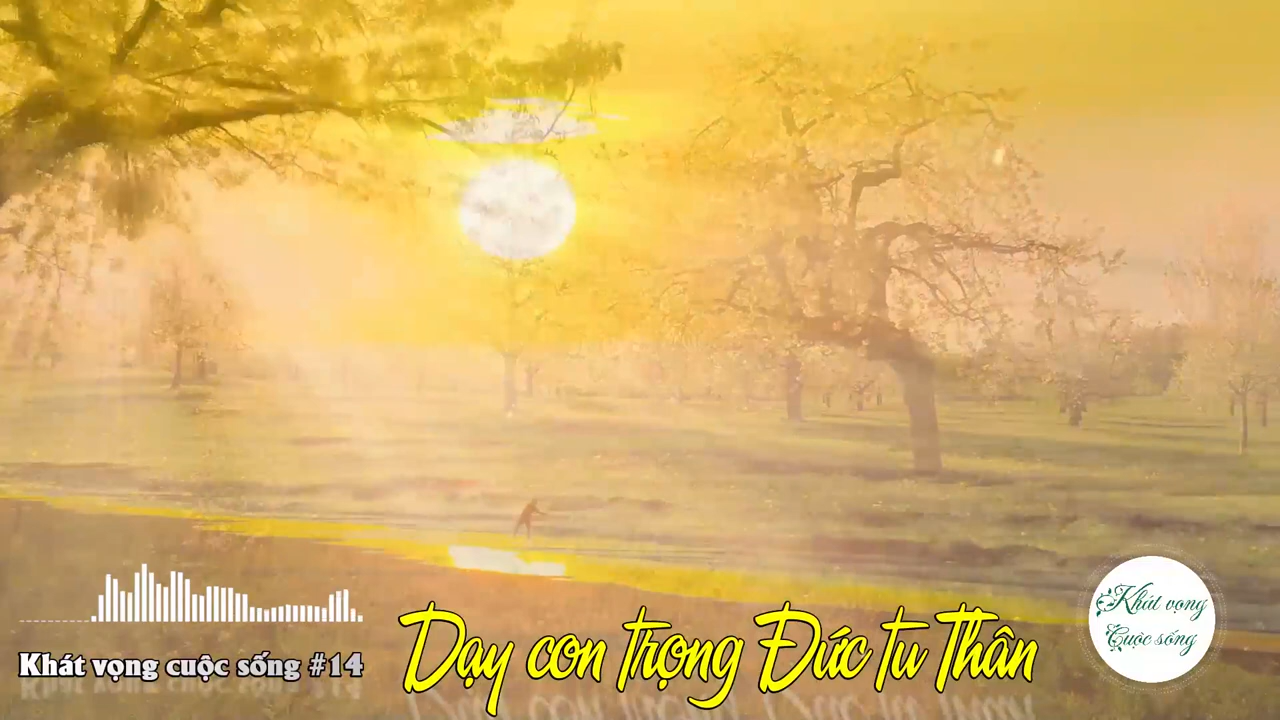 Khát vọng cuộc sống #14
Dạy con trọng Đức tu Thân
Khát vọng
Cuộc sống